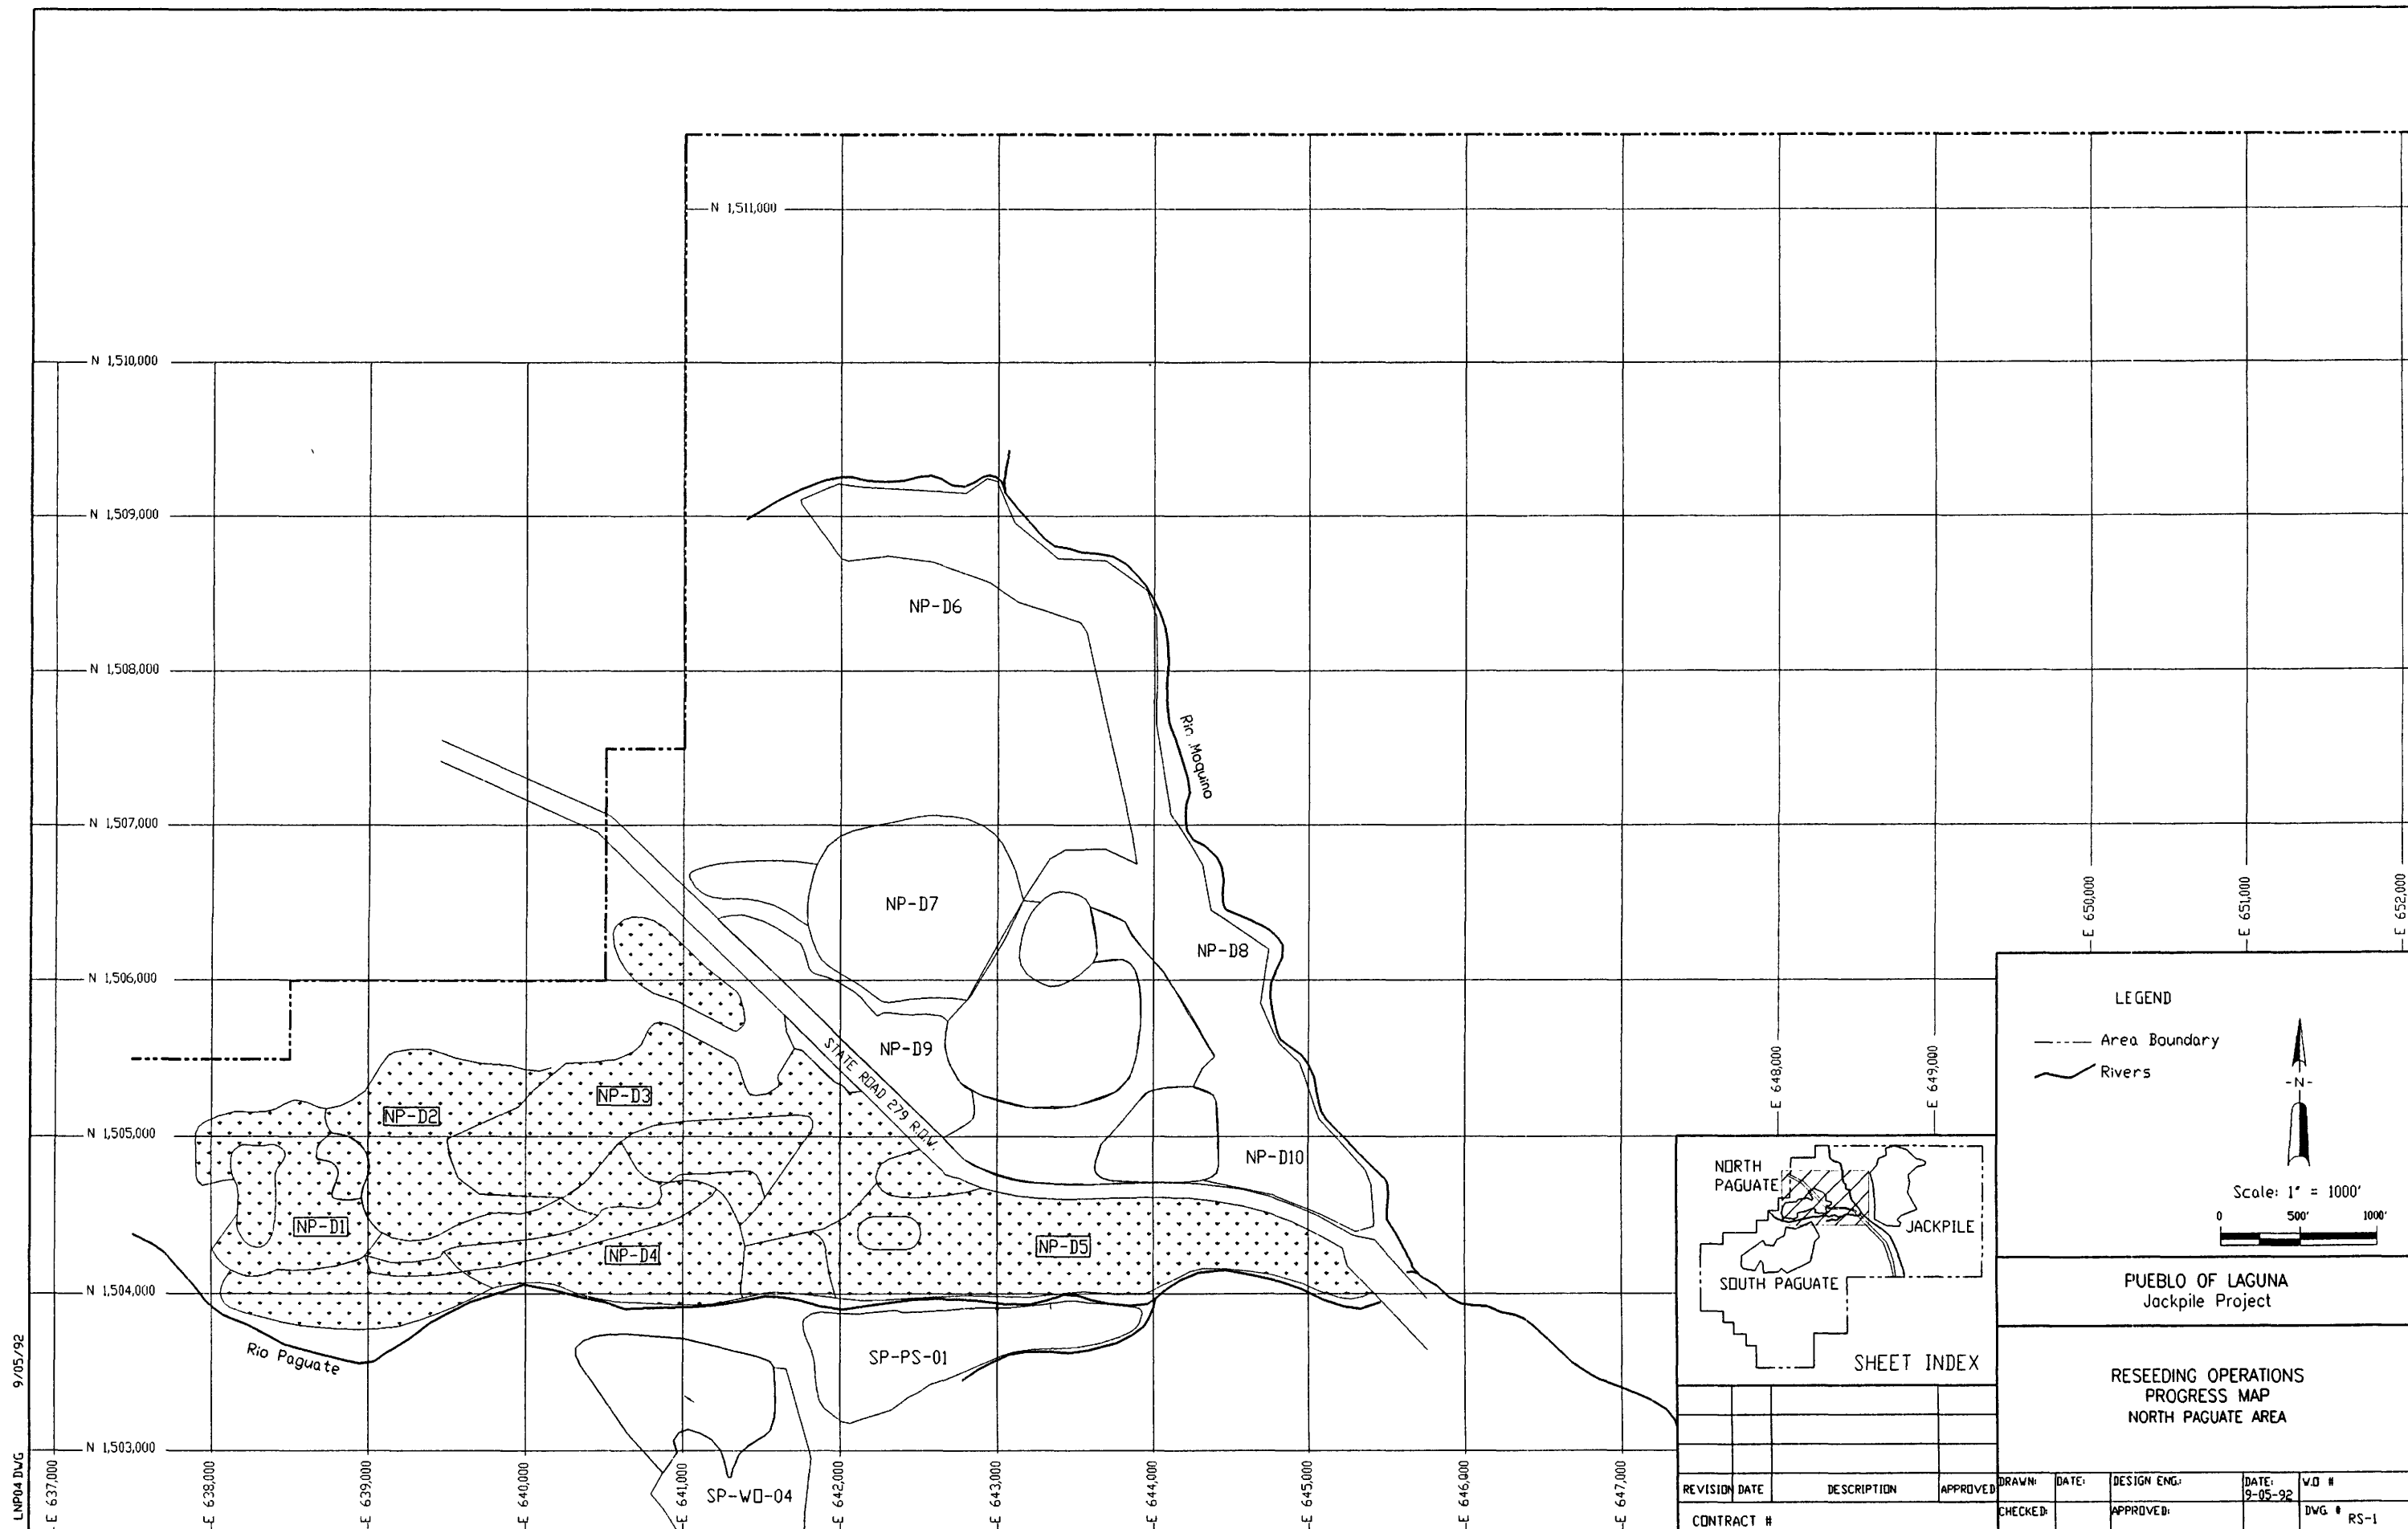 N 1,511,000
N 1,510,000
N 1,509,000
NP-D6
N 1,508,000
Rio Moquino
N 1,507,000
NP-D7
E 650,000
E 651,000
E 652,000
NP-D8
N 1,506,000
LEGEND
Area Boundary
Rivers
-N-
Scale: 1" = 1000'
0 500' 1000'
NP-D9
STATE ROAD 279 R.O.W.
E 648,000
E 649,000
NP-D3
NP-D2
N 1,505,000
NP-D10
NORTH
PAGUATE
JACKPILE
SOUTH PAGUATE
SHEET INDEX
NP-D1
NP-D4
NP-D5
N 1,504,000
PUEBLO OF LAGUNA
Jackpile Project
Rio Paguate
SP-PS-01
RESEEDING OPERATIONS
PROGRESS MAP
NORTH PAGUATE AREA
N 1,503,000
SP-WO-04
E 637,000
E 638,000
E 639,000
E 640,000
E 641,000
E 642,000
E 643,000
E 644,000
E 645,000
E 646,000
E 647,000
REVISION DATE DESCRIPTION APPROVED
CONTRACT #
DRAWN: DATE: DESIGN ENG.: DATE: 9-05-92 W.O #
CHECKED: APPROVED: DWG. # RS-1
LNP04 DWG 9/05/92